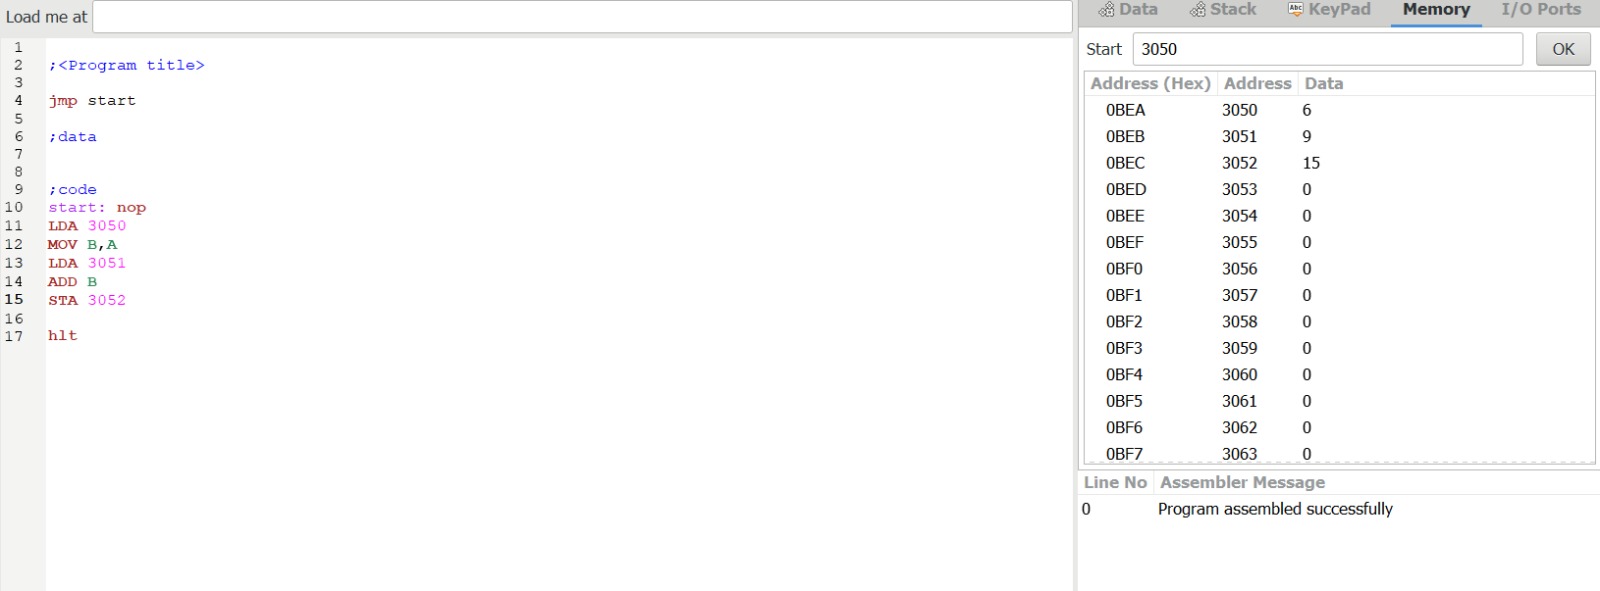 Load me at
1
2 ;<Program title>
3
4 jmp start
5
6 ;data
7
8
9 ;code
10 start: nop
11 LDA 3050
12 MOV B,A
13 LDA 3051
14 ADD B
15 STA 3052
16
17 hlt
Data Stack KeyPad Memory I/O Ports
Start 3050 OK
Address (Hex) Address Data
0BEA 3050 6
0BEB 3051 9
0BEC 3052 15
0BED 3053 0
0BEE 3054 0
0BEF 3055 0
0BF0 3056 0
0BF1 3057 0
0BF2 3058 0
0BF3 3059 0
0BF4 3060 0
0BF5 3061 0
0BF6 3062 0
0BF7 3063 0
Line No Assembler Message
0 Program assembled successfully